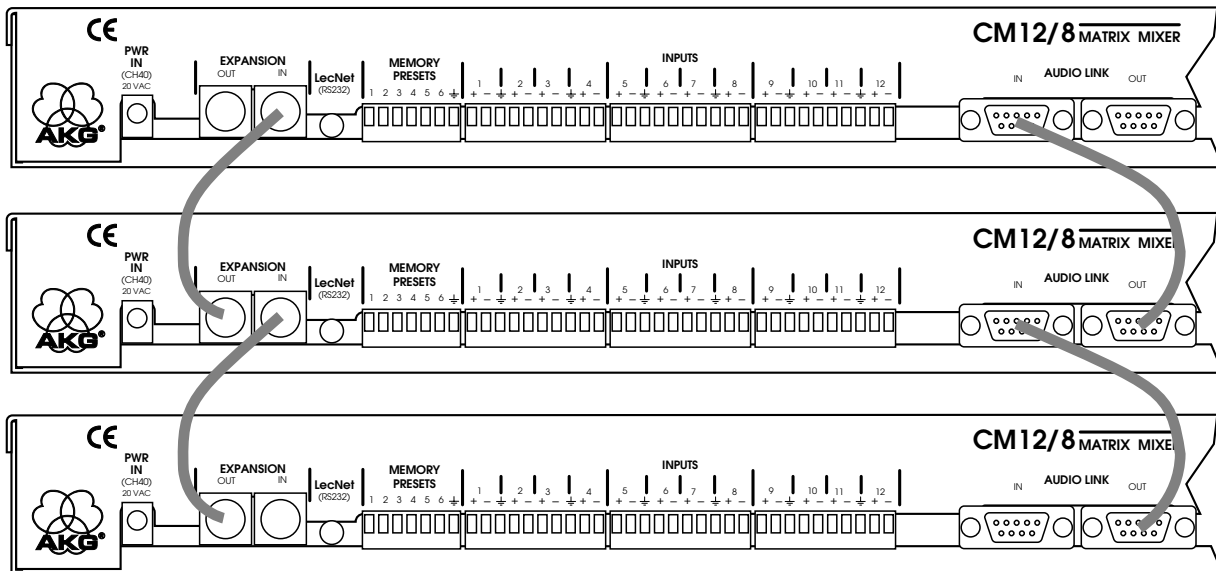 CE
CM12/8 MATRIX MIXER
PWR IN (CH40) 20 VAC
EXPANSION
OUT IN
LecNet (RS232)
MEMORY PRESETS
1 2 3 4 5 6
INPUTS
1 2 3 4 5 6 7 8 9 10 11 12
+ - + - + - + - + - + - + - + - + - + - + - + -
AUDIO LINK
IN OUT
AKG®
CE
CM12/8 MATRIX MIXER
PWR IN (CH40) 20 VAC
EXPANSION
OUT IN
LecNet (RS232)
MEMORY PRESETS
1 2 3 4 5 6
INPUTS
1 2 3 4 5 6 7 8 9 10 11 12
+ - + - + - + - + - + - + - + - + - + - + - + -
AUDIO LINK
IN OUT
AKG®
CE
CM12/8 MATRIX MIXER
PWR IN (CH40) 20 VAC
EXPANSION
OUT IN
LecNet (RS232)
MEMORY PRESETS
1 2 3 4 5 6
INPUTS
1 2 3 4 5 6 7 8 9 10 11 12
+ - + - + - + - + - + - + - + - + - + - + - + -
AUDIO LINK
IN OUT
AKG®